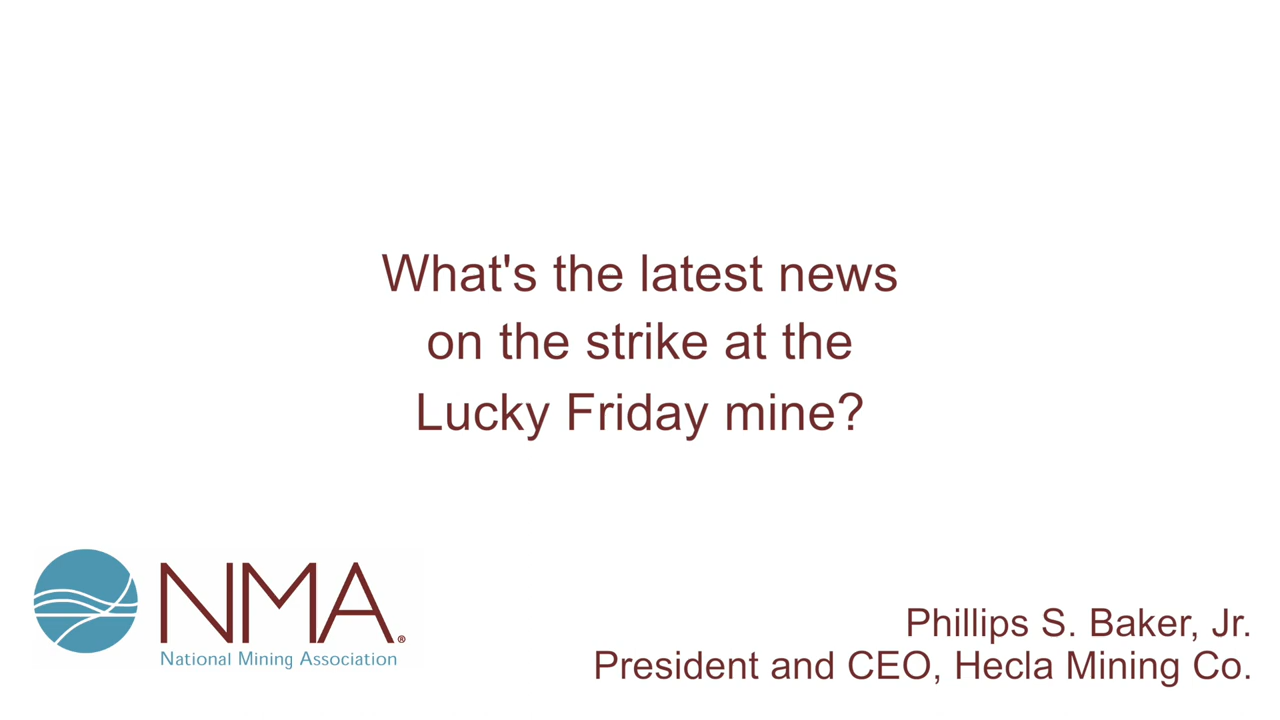 What's the latest news
on the strike at the
Lucky Friday mine?
NMA®
National Mining Association
Phillips S. Baker, Jr.
President and CEO, Hecla Mining Co.